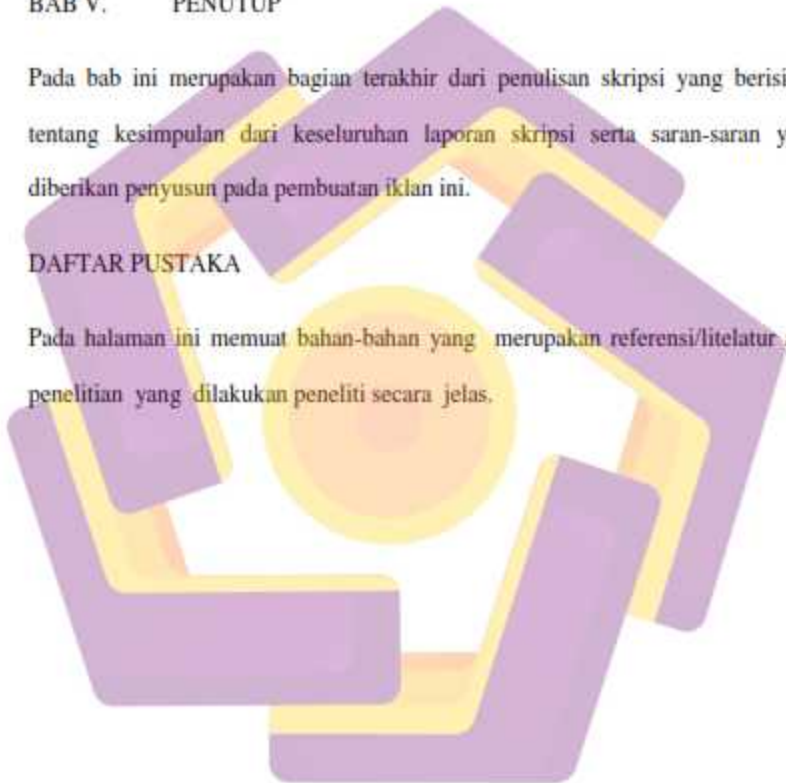 BAB V. PENUTUP
Pada bab ini merupakan bagian terakhir dari penulisan skripsi yang berisi
tentang kesimpulan dari keseluruhan laporan skripsi serta saran-saran y
diberikan penyusun pada pembuatan iklan ini.
DAFTAR PUSTAKA
Pada halaman ini memuat bahan-bahan yang merupakan referensi/litelatur
penelitian yang dilakukan peneliti secara jelas.